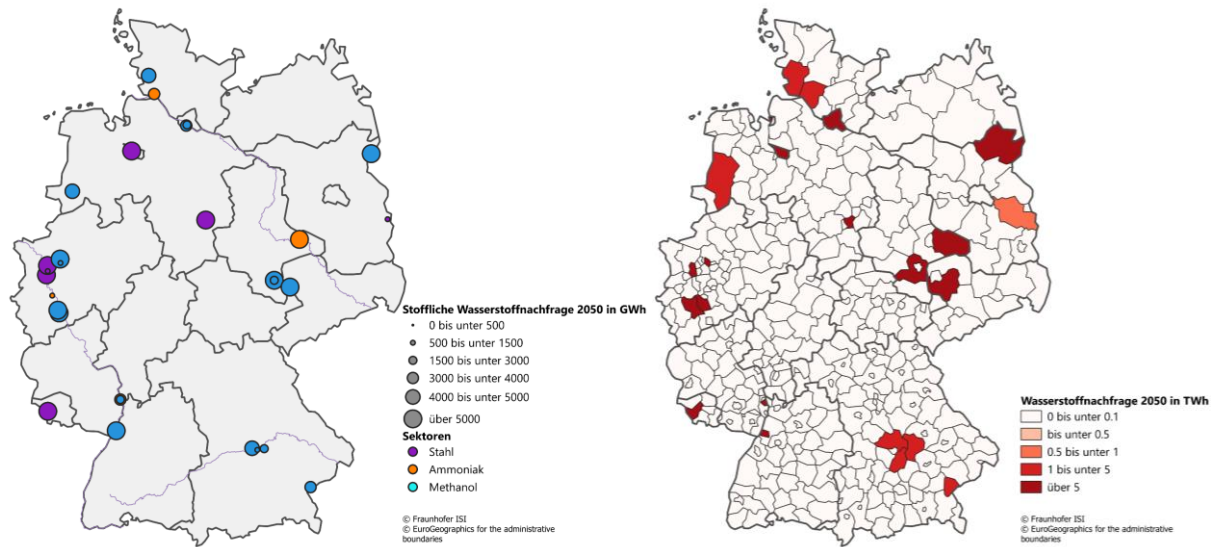 Stoffliche Wasserstoffnachfrage 2050 in GWh
0 bis unter 500
500 bis unter 1500
1500 bis unter 3000
3000 bis unter 4000
4000 bis unter 5000
über 5000
Sektoren
Stahl
Ammoniak
Methanol
© Fraunhofer ISI
© EuroGeographics for the administrative
boundaries
Wasserstoffnachfrage 2050 in TWh
0 bis unter 0.1
bis unter 0.5
0.5 bis unter 1
1 bis unter 5
über 5
© Fraunhofer ISI
© EuroGeographics for the administrative
boundaries